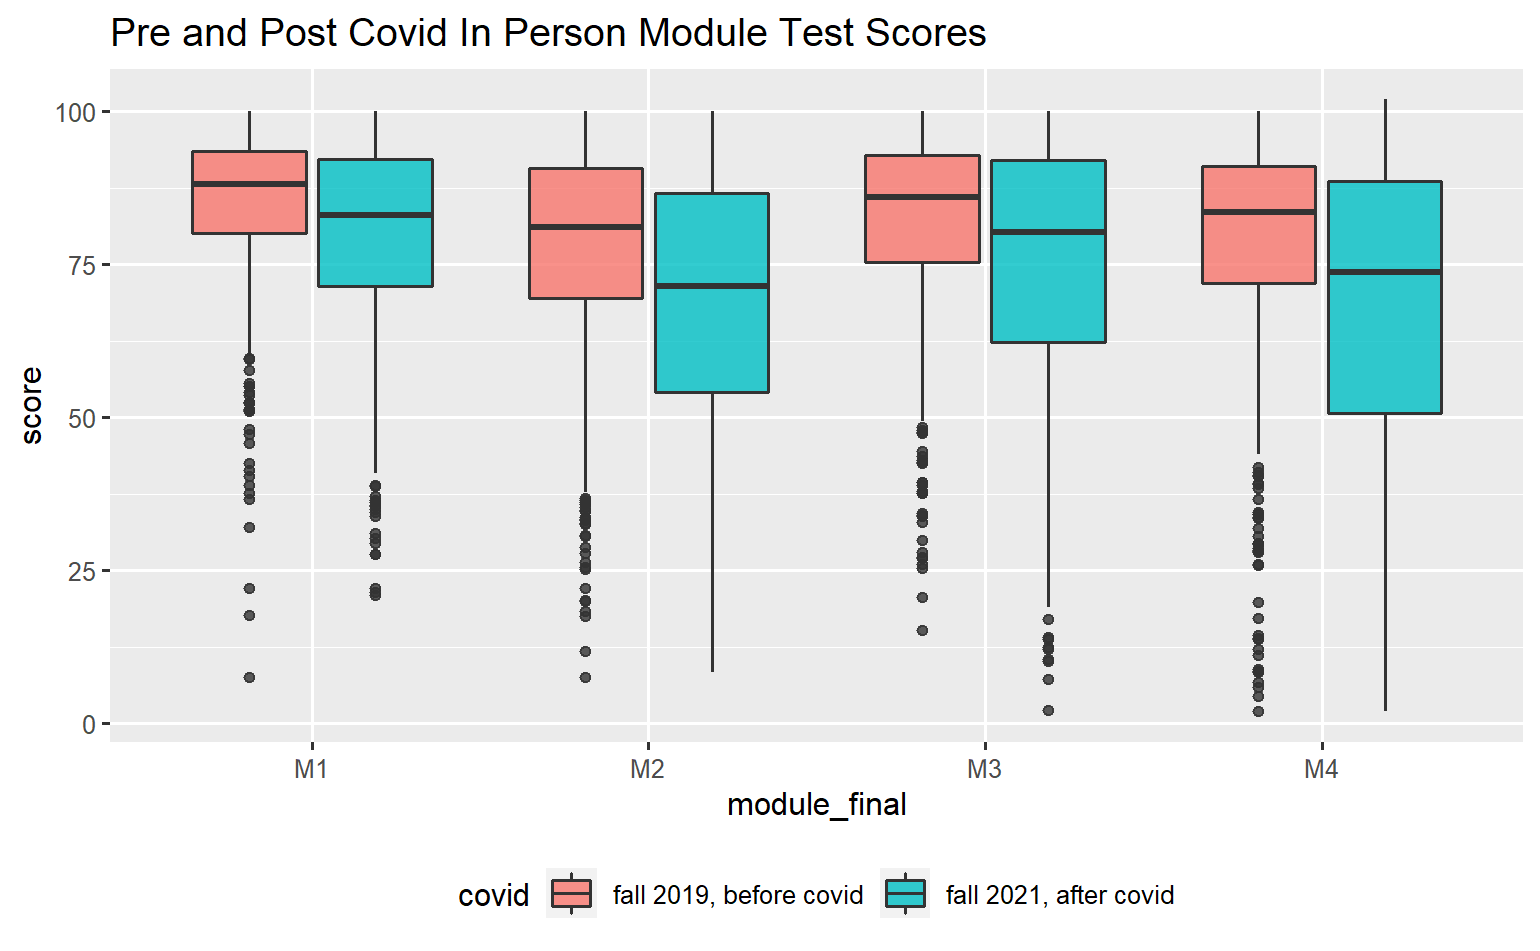 Pre and Post Covid In Person Module Test Scores
100
75
50
25
0
score
M1 M2 M3 M4
module_final
covid fall 2019, before covid fall 2021, after covid